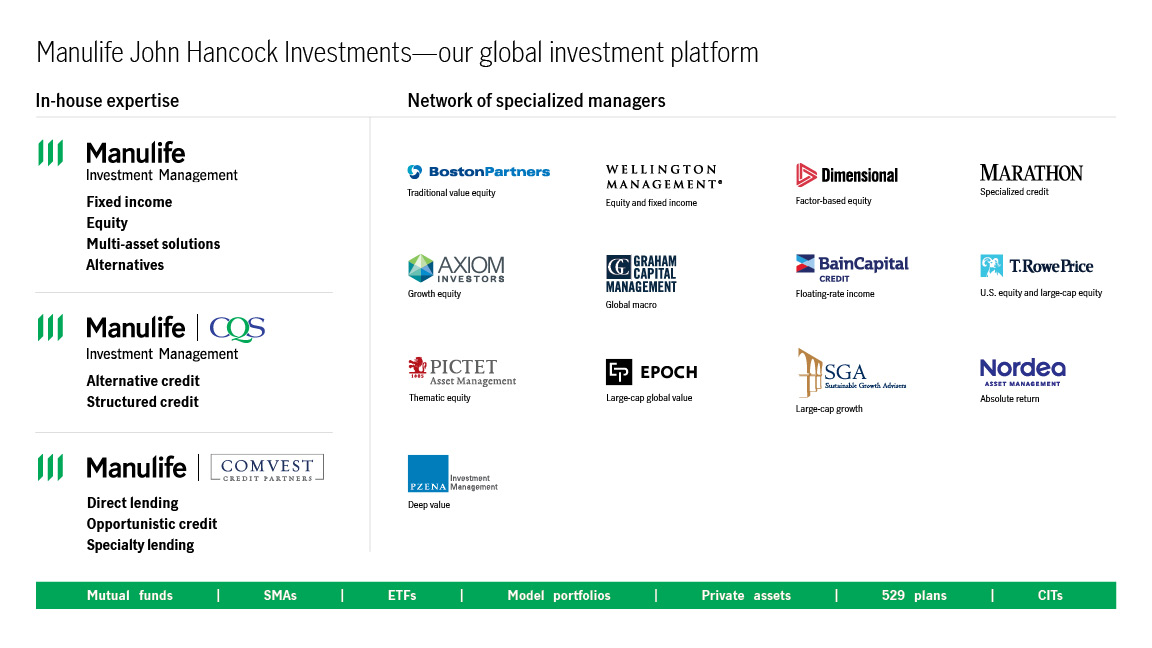 Manulife John Hancock Investments—our global investment platform
In-house expertise
Manulife
Investment Management
Fixed income
Equity
Multi-asset solutions
Alternatives
Manulife | CQS
Investment Management
Alternative credit
Structured credit
Manulife | COMVEST
CREDIT PARTNERS
Direct lending
Opportunistic credit
Specialty lending
Network of specialized managers
BostonPartners
Traditional value equity
WELLINGTON
MANAGEMENT®
Equity and fixed income
Dimensional
Factor-based equity
MARATHON
Specialized credit
AXIOM
INVESTORS
Growth equity
GC
GRAHAM
CAPITAL
MANAGEMENT
Global macro
BainCapital
CREDIT
Floating-rate income
T.RowePrice
U.S. equity and large-cap equity
1805
PICTET
Asset Management
Thematic equity
EP EPOCH
Large-cap global value
SGA
Sustainable Growth Advisers
Large-cap growth
Nordea
ASSET MANAGEMENT
Absolute return
PZENA
Investment
Management
Deep value
Mutual funds | SMAs | ETFs | Model portfolios | Private assets | 529 plans | CITs